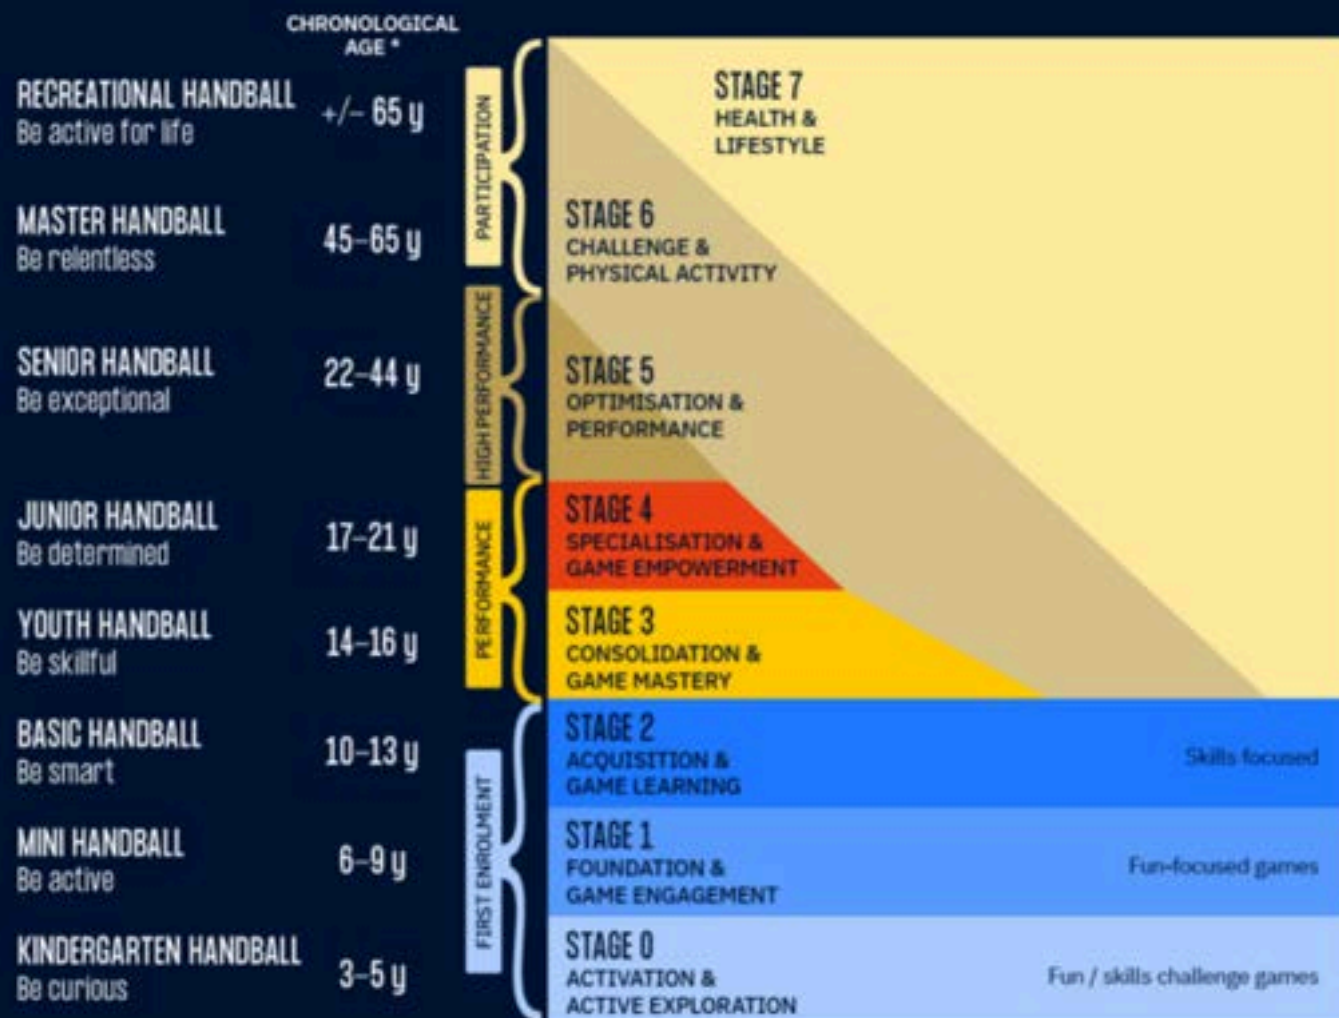 CHRONOLOGICAL
AGE *
RECREATIONAL HANDBALL
Be active for life
+/– 65 y
PARTICIPATION
STAGE 7
HEALTH &
LIFESTYLE
MASTER HANDBALL
Be relentless
45–65 y
STAGE 6
CHALLENGE &
PHYSICAL ACTIVITY
SENIOR HANDBALL
Be exceptional
22–44 y
HIGH PERFORMANCE
STAGE 5
OPTIMISATION &
PERFORMANCE
JUNIOR HANDBALL
Be determined
17–21 y
PERFORMANCE
STAGE 4
SPECIALISATION &
GAME EMPOWERMENT
YOUTH HANDBALL
Be skillful
14–16 y
STAGE 3
CONSOLIDATION &
GAME MASTERY
BASIC HANDBALL
Be smart
10–13 y
FIRST ENROLMENT
STAGE 2
ACQUISITION &
GAME LEARNING
Skills focused
MINI HANDBALL
Be active
6–9 y
STAGE 1
FOUNDATION &
GAME ENGAGEMENT
Fun-focused games
KINDERGARTEN HANDBALL
Be curious
3–5 y
STAGE 0
ACTIVATION &
ACTIVE EXPLORATION
Fun / skills challenge games